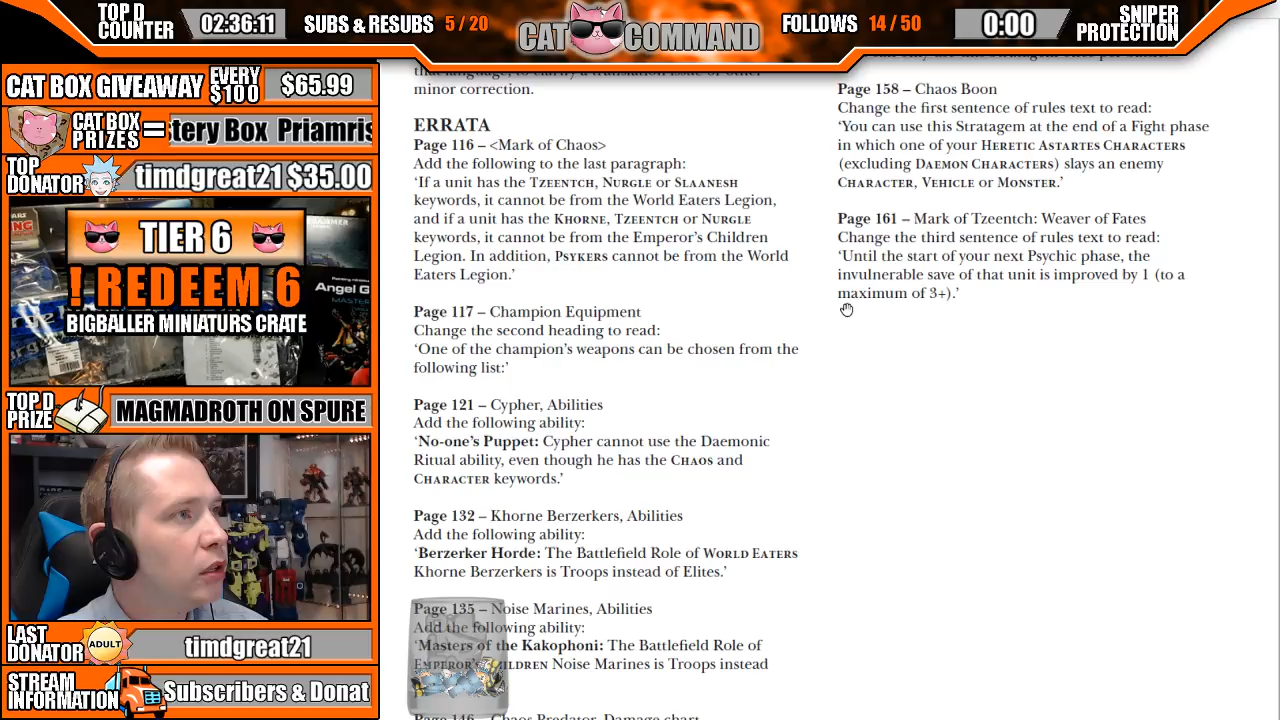 TOP D
COUNTER
02:36:11
SUBS & RESUBS 5 / 20
CAT COMMAND
FOLLOWS 14 / 50
0:00
SNIPER
PROTECTION
CAT BOX GIVEAWAY EVERY $100 $65.99
CAT BOX
PRIZES = tery Box Priamris
TOP
DONATOR timdgreat21 $35.00
TIER 6
! REDEEM 6
BIGBALLER MINIATURS CRATE
Angel G
TOP D
PRIZE MAGMADROTH ON SPURE
LAST
DONATOR ADULT timdgreat21
STREAM
INFORMATION Subscribers & Donat
minor correction.
ERRATA
Page 116 – <Mark of Chaos>
Add the following to the last paragraph:
‘If a unit has the TZEENTCH, NURGLE or SLAANESH
keywords, it cannot be from the World Eaters Legion,
and if a unit has the KHORNE, TZEENTCH or NURGLE
keywords, it cannot be from the Emperor’s Children
Legion. In addition, PSYKERS cannot be from the World
Eaters Legion.’
Page 117 – Champion Equipment
Change the second heading to read:
‘One of the champion’s weapons can be chosen from the
following list:’
Page 121 – Cypher, Abilities
Add the following ability:
‘No-one’s Puppet: Cypher cannot use the Daemonic
Ritual ability, even though he has the CHAOS and
CHARACTER keywords.’
Page 132 – Khorne Berzerkers, Abilities
Add the following ability:
‘Berzerker Horde: The Battlefield Role of WORLD EATERS
Khorne Berzerkers is Troops instead of Elites.’
Page 135 – Noise Marines, Abilities
Add the following ability:
‘Masters of the Kakophoni: The Battlefield Role of
EMPEROR’S CHILDREN Noise Marines is Troops instead
Page 146 – Chaos Predator, Damage chart
Page 158 – Chaos Boon
Change the first sentence of rules text to read:
‘You can use this Stratagem at the end of a Fight phase
in which one of your HERETIC ASTARTES CHARACTERS
(excluding DAEMON CHARACTERS) slays an enemy
CHARACTER, VEHICLE or MONSTER.’
Page 161 – Mark of Tzeentch: Weaver of Fates
Change the third sentence of rules text to read:
‘Until the start of your next Psychic phase, the
invulnerable save of that unit is improved by 1 (to a
maximum of 3+).’